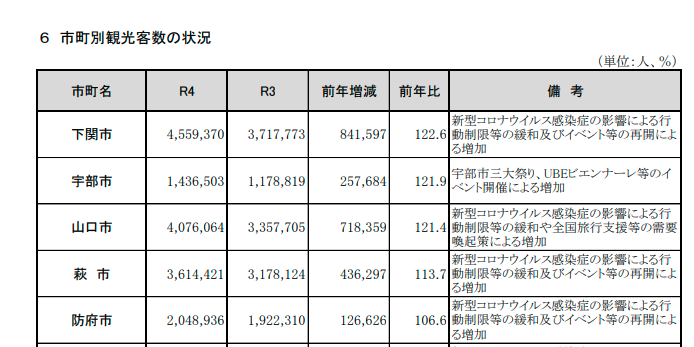 6 市町別観光客数の状況
(単位:人、%)
市町名 R4 R3 前年増減 前年比 備 考
下関市 4,559,370 3,717,773 841,597 122.6 新型コロナウイルス感染症の影響による行
動制限等の緩和及びイベント等の再開によ
る増加
宇部市 1,436,503 1,178,819 257,684 121.9 宇部市三大祭り、UBEビエンナーレ等のイ
ベント開催による増加
山口市 4,076,064 3,357,705 718,359 121.4 新型コロナウイルス感染症の影響による行
動制限等の緩和や全国旅行支援等の需要
喚起策による増加
萩 市 3,614,421 3,178,124 436,297 113.7 新型コロナウイルス感染症の影響による行
動制限等の緩和及びイベント等の再開によ
る増加
防府市 2,048,936 1,922,310 126,626 106.6 新型コロナウイルス感染症の影響による行
動制限等の緩和及びイベント等の再開によ
る増加